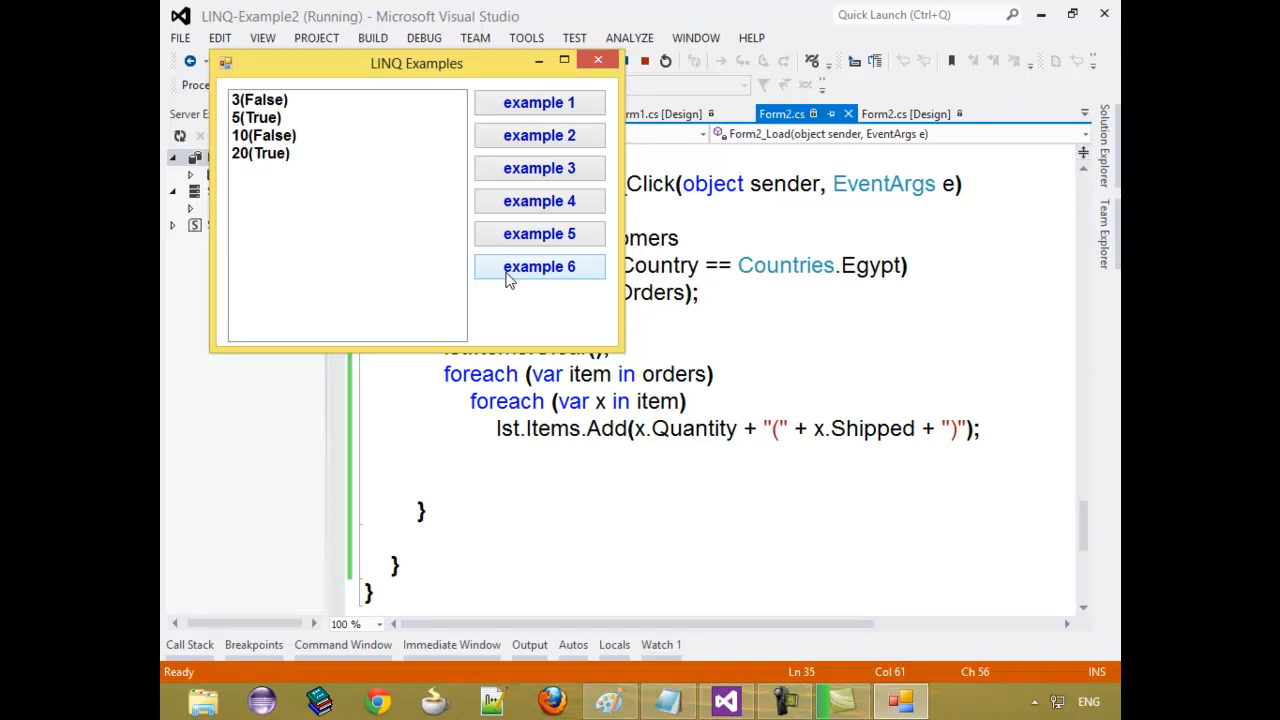 LINQ-Example2 (Running) - Microsoft Visual Studio
Quick Launch (Ctrl+Q)
FILE EDIT VIEW PROJECT BUILD DEBUG TEAM TOOLS TEST ANALYZE WINDOW HELP
LINQ Examples
Proce
Server E
3(False)
5(True)
10(False)
20(True)
example 1
example 2
example 3
example 4
example 5
example 6
rm1.cs [Design] Form2.cs Form2.cs [Design]
Form2_Load(object sender, EventArgs e)
_Click(object sender, EventArgs e)
omers
Country == Countries.Egypt)
Orders);
foreach (var item in orders)
foreach (var x in item)
lst.Items.Add(x.Quantity + "(" + x.Shipped + ")");
}
}
}
Solution Explorer
Team Explorer
100 %
Call Stack Breakpoints Command Window Immediate Window Output Autos Locals Watch 1
Ready Ln 35 Col 61 Ch 56 INS
ENG